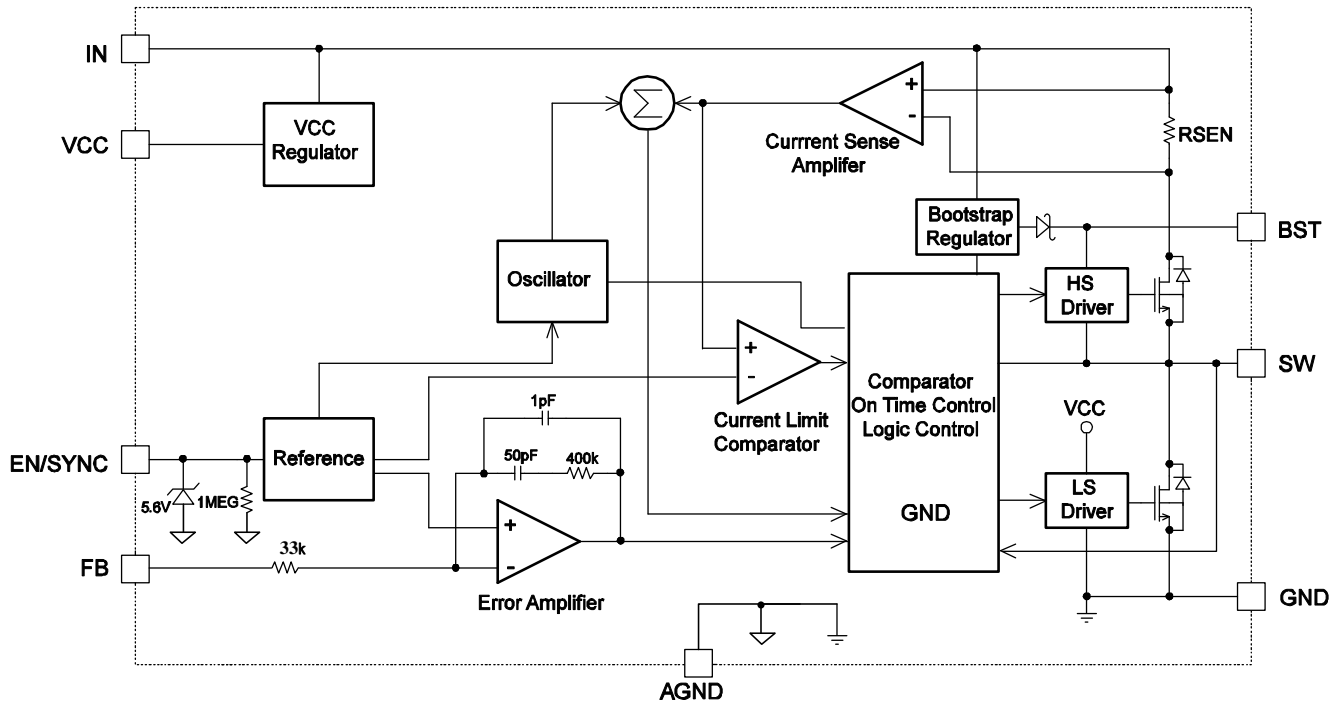 IN
VCC
VCC
Regulator
Σ
+
-
Currrent Sense
Amplifer
RSEN
Bootstrap
Regulator
BST
Oscillator
HS
Driver
+
-
Current Limit
Comparator
Comparator
On Time Control
Logic Control
GND
SW
VCC
1pF
50pF
400k
EN/SYNC
Reference
5.6V
1MEG
LS
Driver
+
-
Error Amplifier
FB
33k
GND
AGND